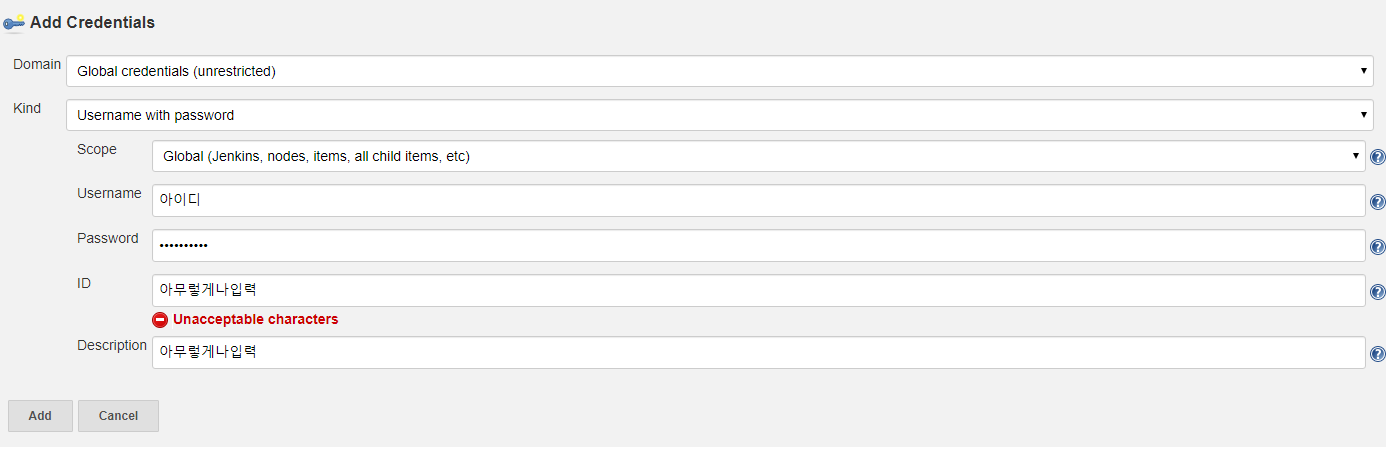 Add Credentials
Domain
Global credentials (unrestricted)
Kind
Username with password
Scope
Global (Jenkins, nodes, items, all child items, etc)
Username
아이디
Password
••••••••••
ID
아무렇게나입력
Unacceptable characters
Description
아무렇게나입력
Add Cancel